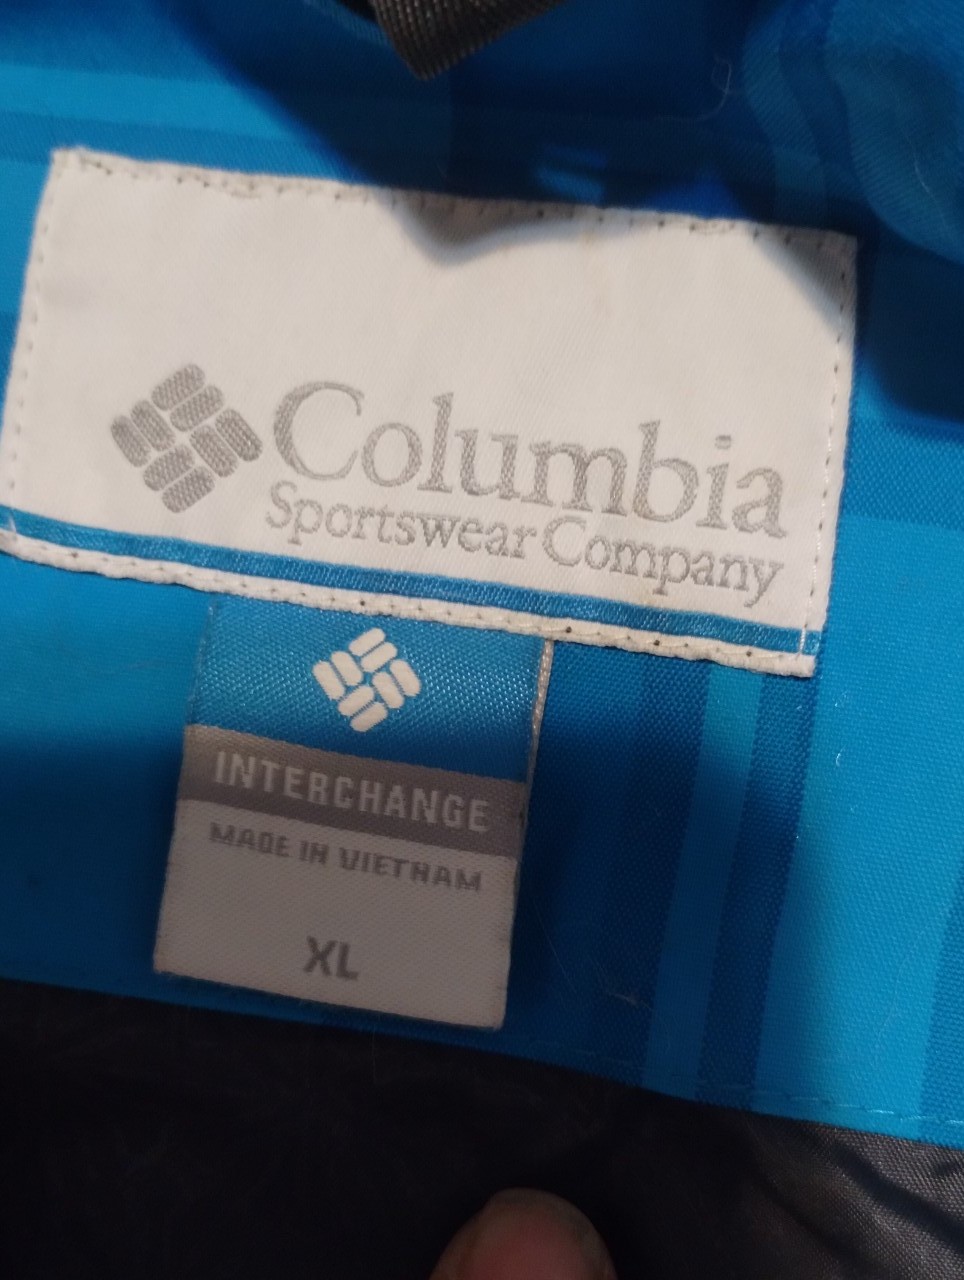 Columbia
Sportswear Company
INTERCHANGE
MADE IN VIETNAM
XL